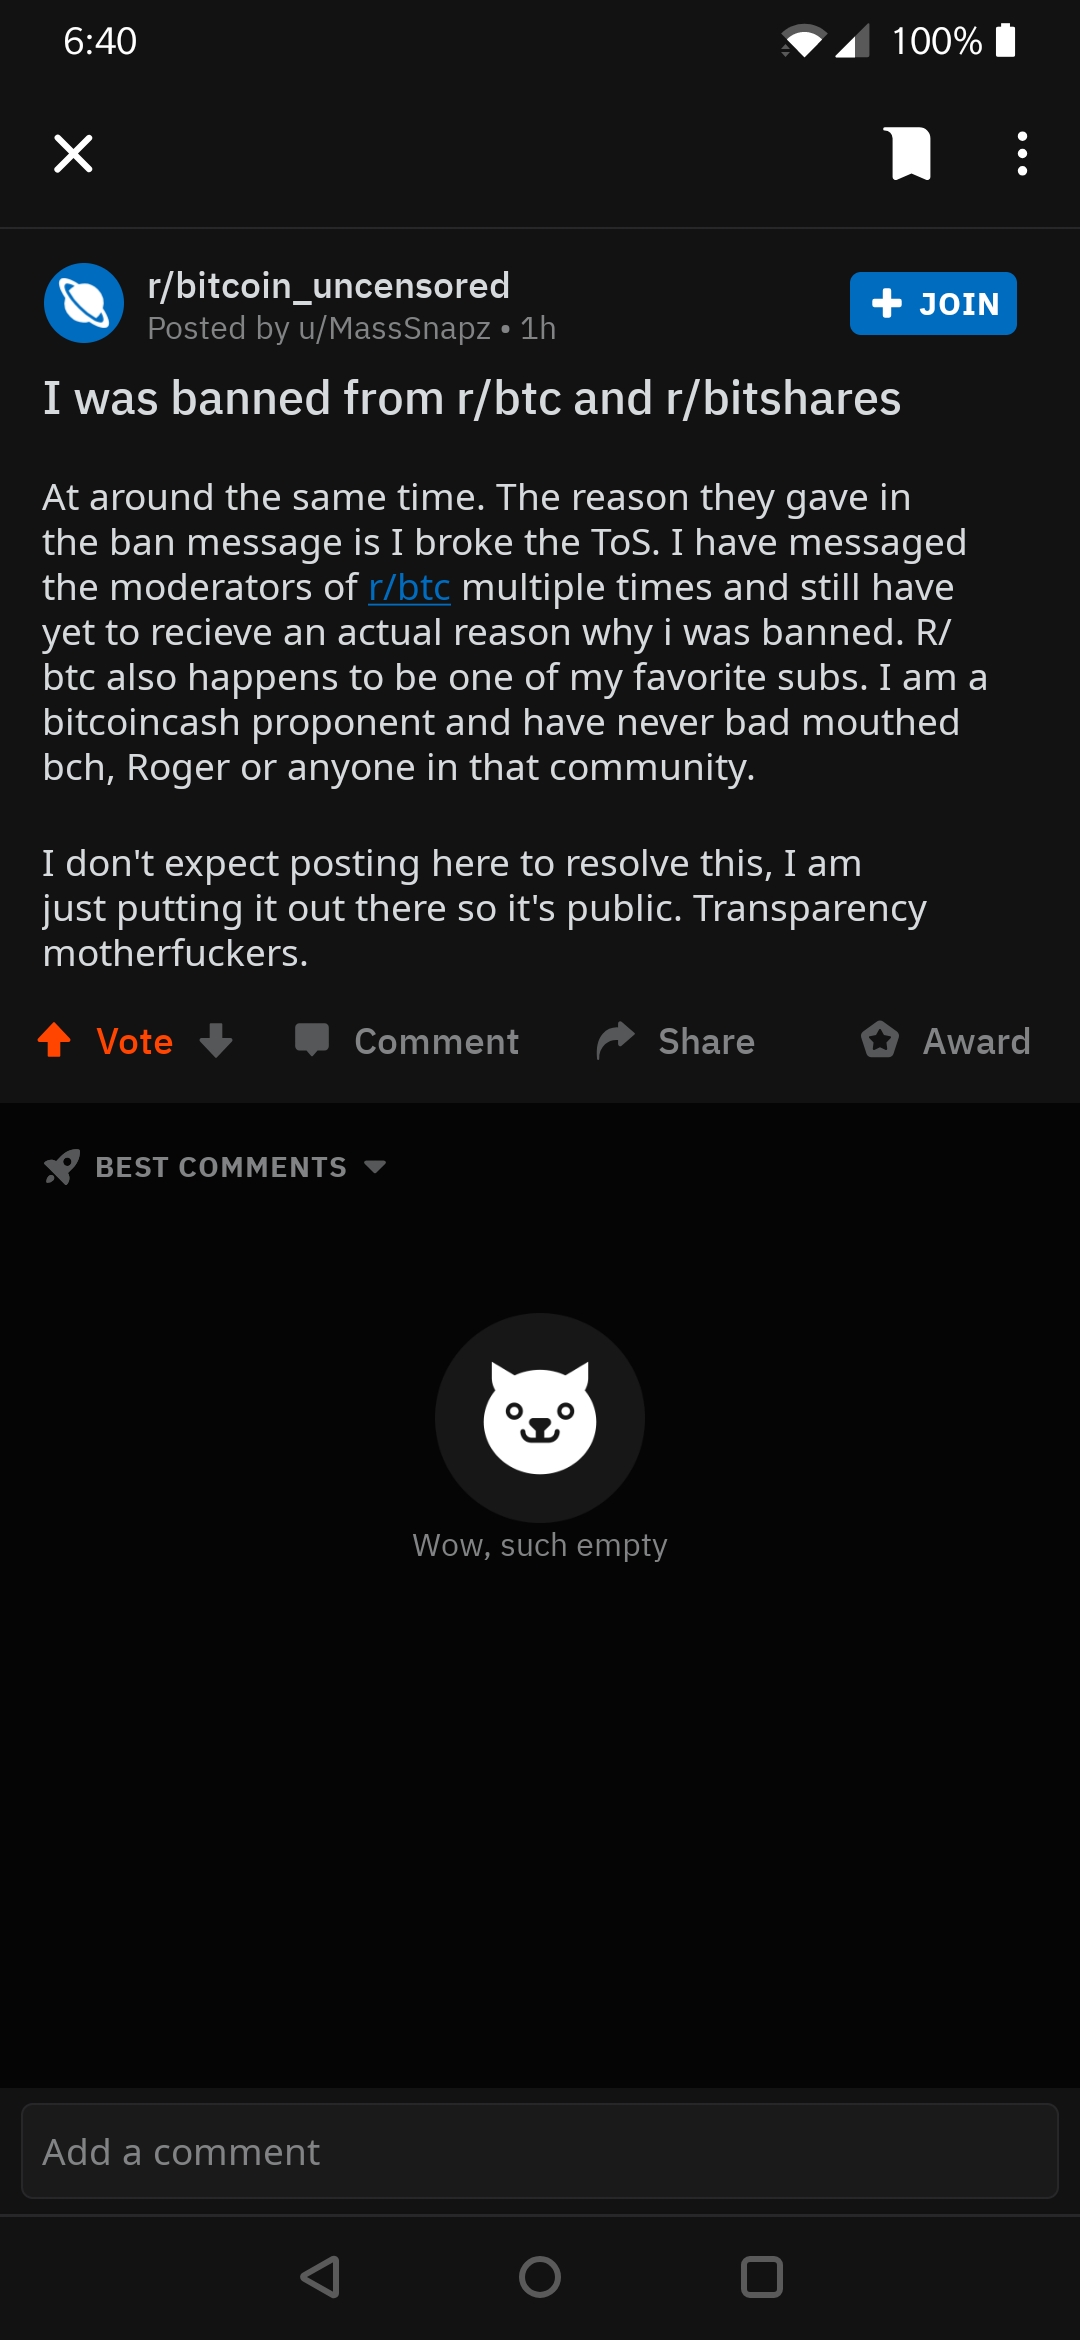 6:40
100%
r/bitcoin_uncensored
Posted by u/MassSnapz • 1h
JOIN
I was banned from r/btc and r/bitshares
At around the same time. The reason they gave in
the ban message is I broke the ToS. I have messaged
the moderators of r/btc multiple times and still have
yet to recieve an actual reason why i was banned. R/
btc also happens to be one of my favorite subs. I am a
bitcoincash proponent and have never bad mouthed
bch, Roger or anyone in that community.
I don't expect posting here to resolve this, I am
just putting it out there so it's public. Transparency
motherfuckers.
Vote
Comment
Share
Award
BEST COMMENTS
Wow, such empty
Add a comment